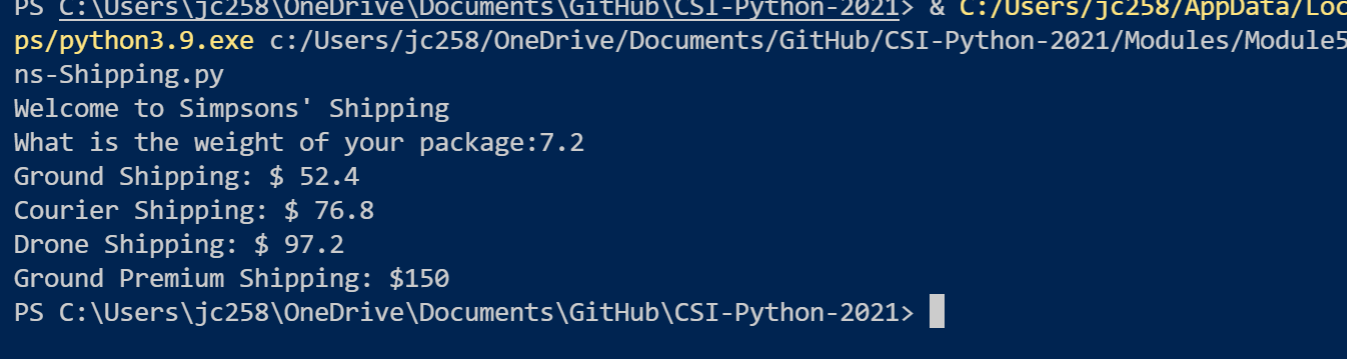 PS C:\Users\jc258\OneDrive\Documents\GitHub\CSI-Python-2021> & C:/Users/jc258/AppData/Loc
ps/python3.9.exe c:/Users/jc258/OneDrive/Documents/GitHub/CSI-Python-2021/Modules/Module5
ns-Shipping.py
Welcome to Simpsons' Shipping
What is the weight of your package:7.2
Ground Shipping: $ 52.4
Courier Shipping: $ 76.8
Drone Shipping: $ 97.2
Ground Premium Shipping: $150
PS C:\Users\jc258\OneDrive\Documents\GitHub\CSI-Python-2021>